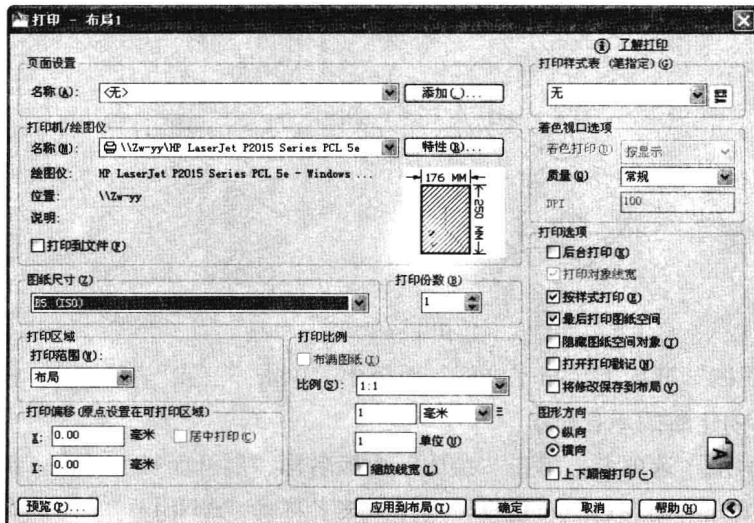 打印 - 布局1
了解打印
页面设置
名称(A): <无> 添加(.)...
打印样式表 (笔指定)(G)
无
打印机/绘图仪
名称(M): \\Zw-yy\HP LaserJet P2015 Series PCL 5e 特性(R)...
绘图仪: HP LaserJet P2015 Series PCL 5e - Windows ...
位置: \\Zw-yy
说明:
打印到文件(F)
176 MM
250 MM
着色视口选项
着色打印(D) 按显示
质量(Q) 常规
DPI 100
图纸尺寸(Z)
B5 (ISO)
打印份数(B)
1
打印选项
后台打印(K)
打印对象线宽
按样式打印(E)
最后打印图纸空间
隐藏图纸空间对象(J)
打开打印戳记(N)
将修改保存到布局(V)
打印区域
打印范围(W):
布局
打印比例
布满图纸(I)
比例(S): 1:1
1 毫米 =
1 单位(U)
缩放线宽(L)
打印偏移(原点设置在可打印区域)
X: 0.00 毫米 居中打印(C)
Y: 0.00 毫米
图形方向
纵向
横向
上下颠倒打印(-)
A
预览(P)... 应用到布局(T) 确定 取消 帮助(H)